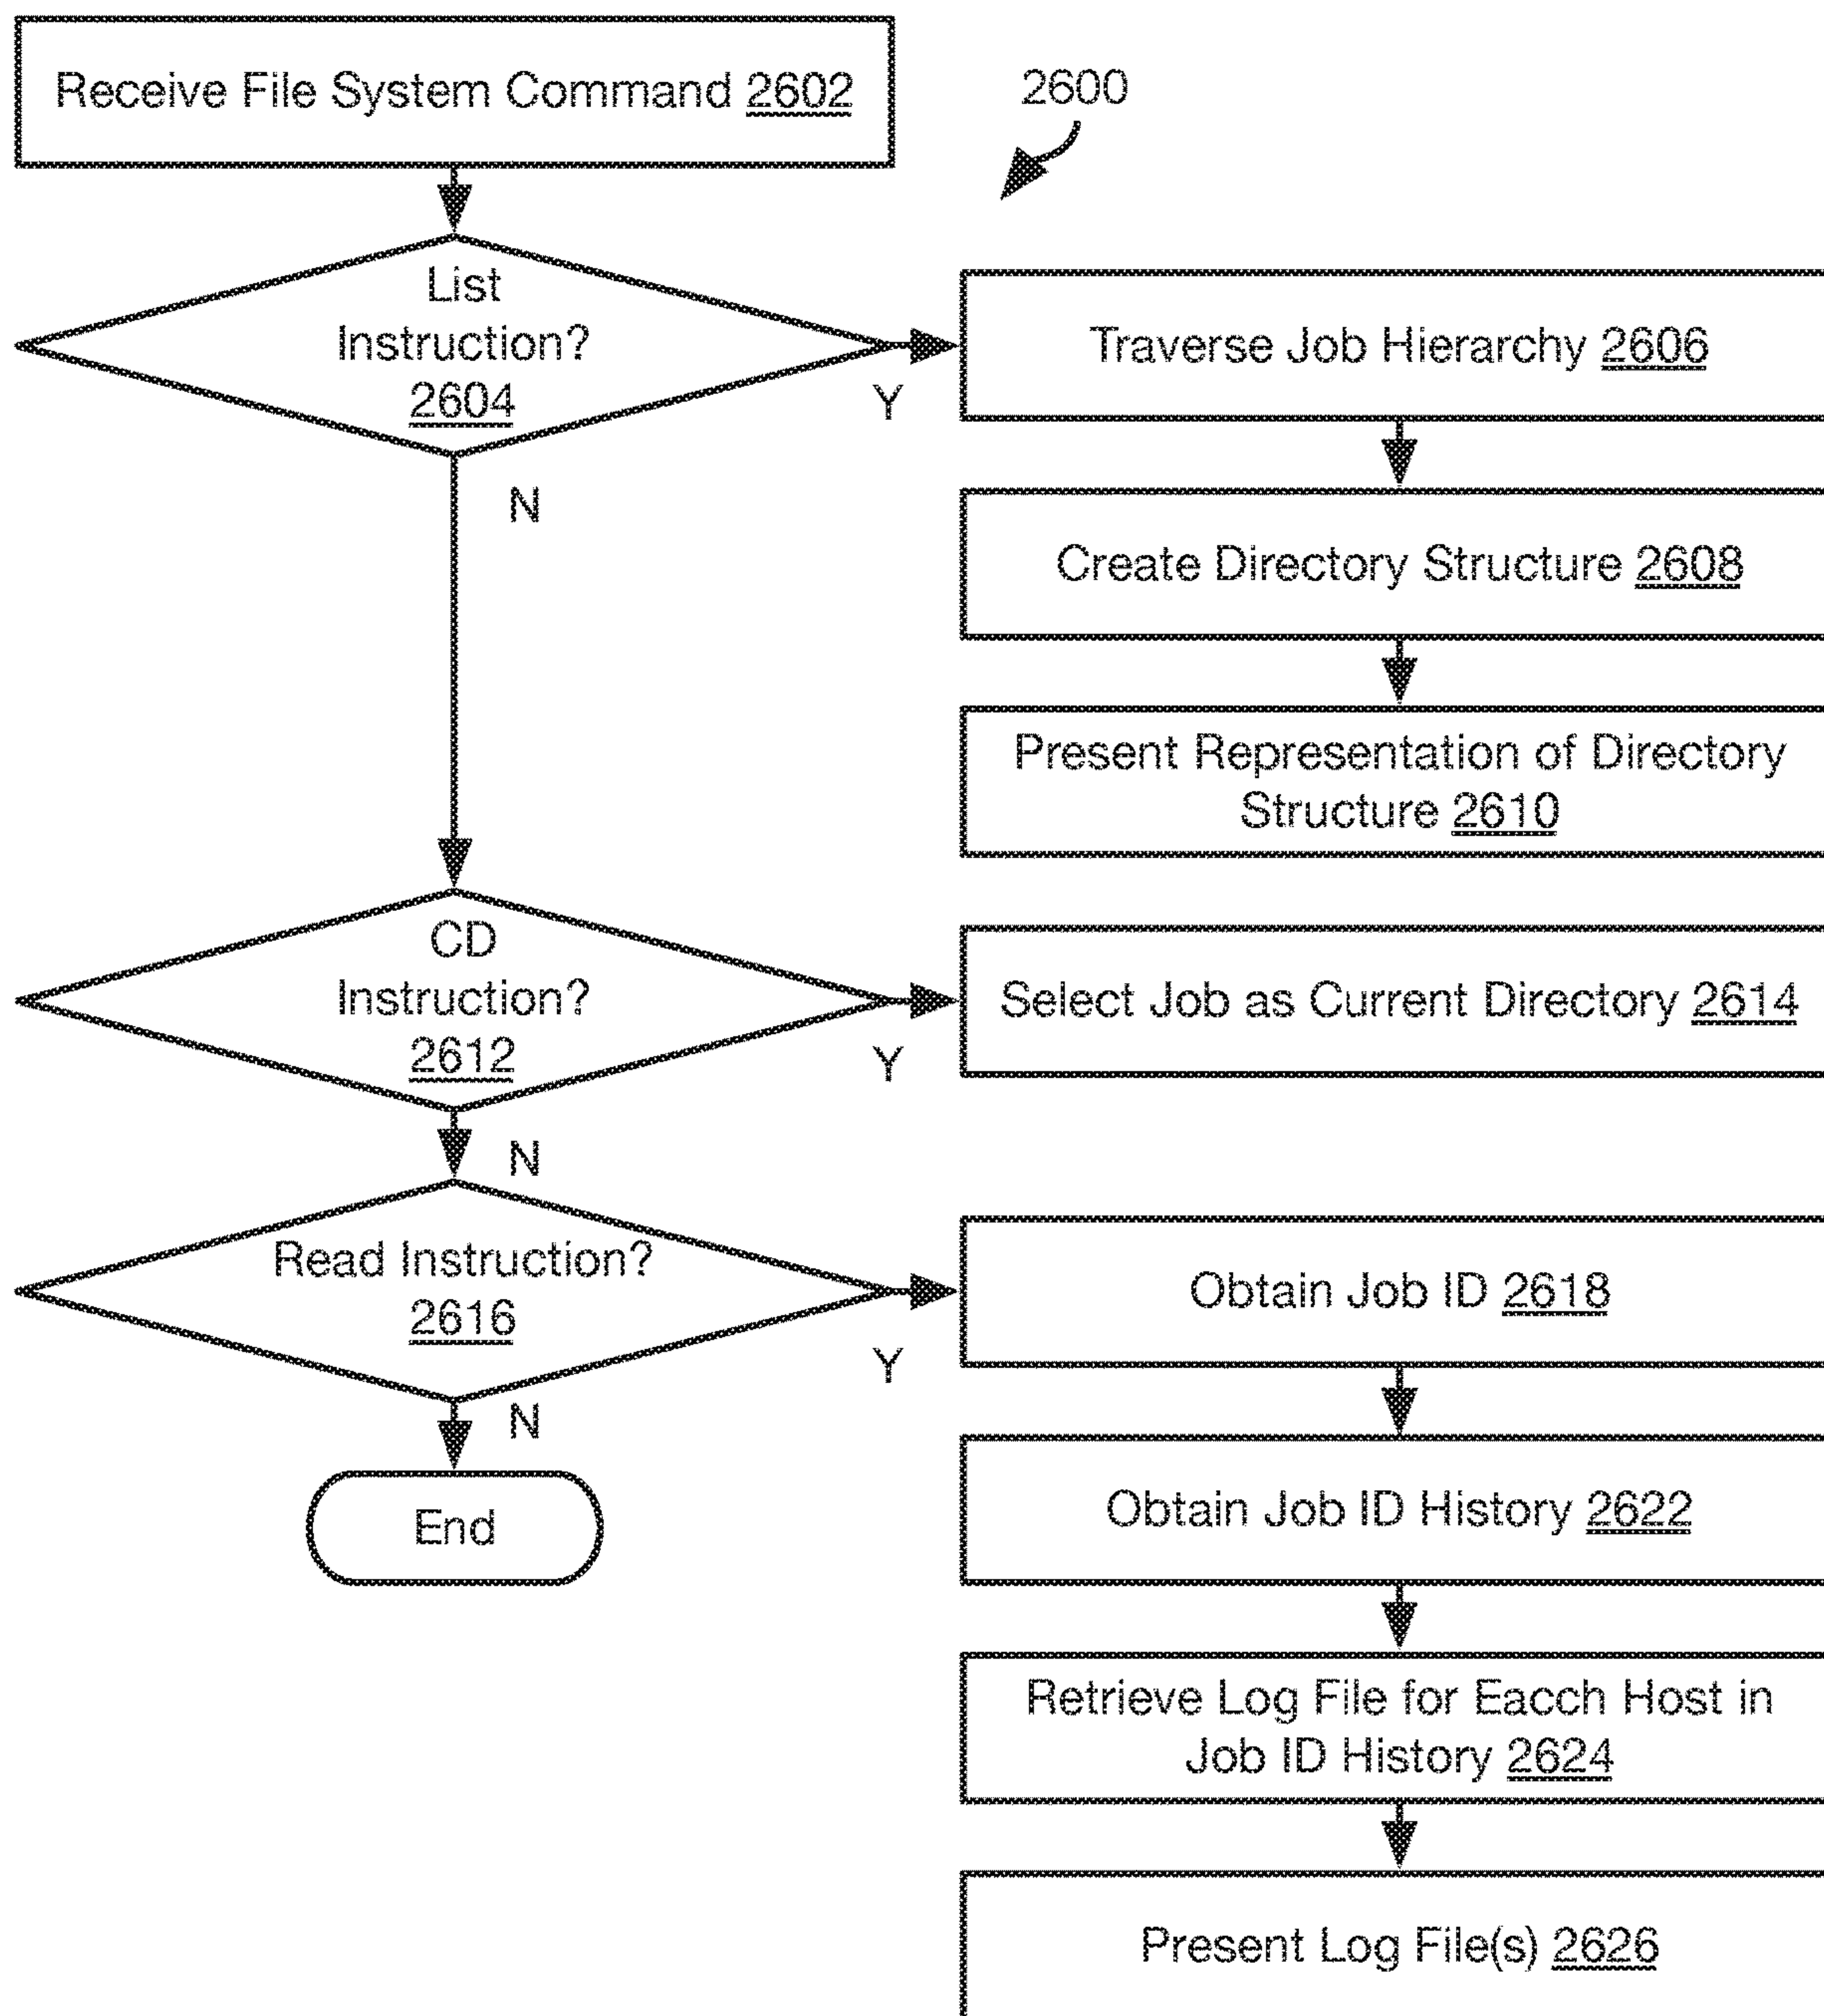 Receive File System Command 2602
2600
List
Instruction?
2604
Y
N
Traverse Job Hierarchy 2606
Create Directory Structure 2608
Present Representation of Directory
Structure 2610
CD
Instruction?
2612
Y
N
Select Job as Current Directory 2614
Read Instruction?
2616
Y
N
End
Obtain Job ID 2618
Obtain Job ID History 2622
Retrieve Log File for Eacch Host in
Job ID History 2624
Present Log File(s) 2626